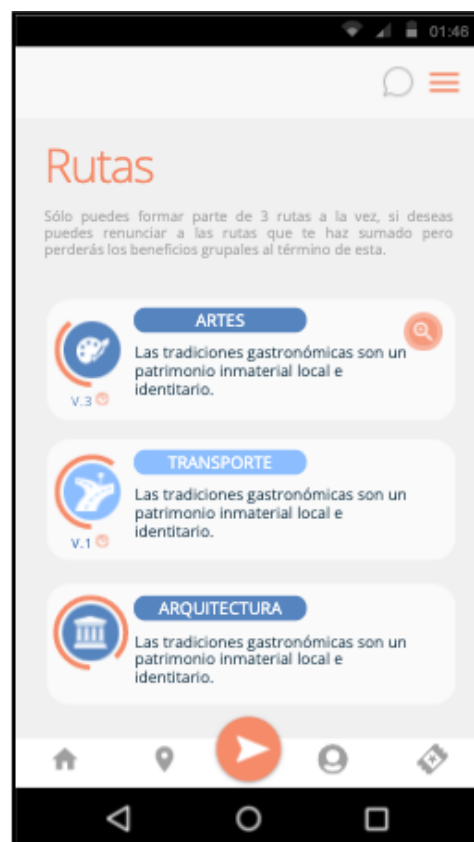 01:46
Rutas
Sólo puedes formar parte de 3 rutas a la vez, si deseas
puedes renunciar a las rutas que te haz sumado pero
perderás los beneficios grupales al término de esta.
ARTES
Las tradiciones gastronómicas son un
patrimonio inmaterial local e
identitario.
V.3
TRANSPORTE
Las tradiciones gastronómicas son un
patrimonio inmaterial local e
identitario.
V.1
ARQUITECTURA
Las tradiciones gastronómicas son un
patrimonio inmaterial local e
identitario.